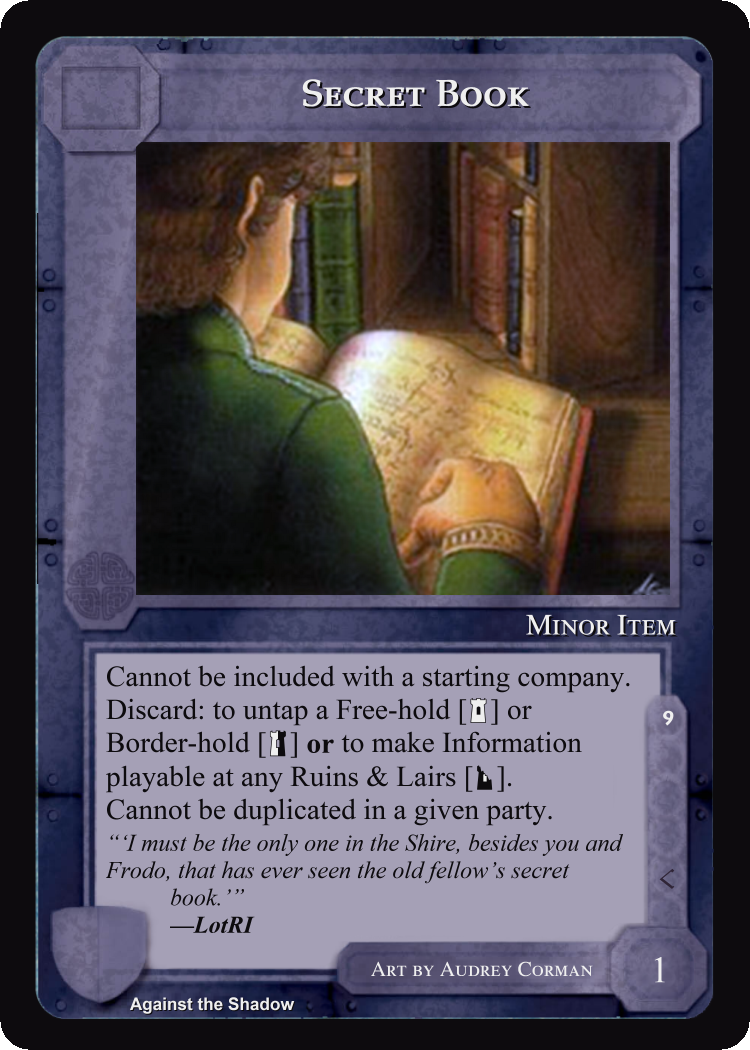 Secret Book
Minor Item
Cannot be included with a starting company.
Discard: to untap a Free-hold [ ] or
Border-hold [ ] or to make Information
playable at any Ruins & Lairs [ ].
Cannot be duplicated in a given party.
“‘I must be the only one in the Shire, besides you and
Frodo, that has ever seen the old fellow’s secret
book.’”
—LotRI
9
<
Art by Audrey Corman
1
Against the Shadow